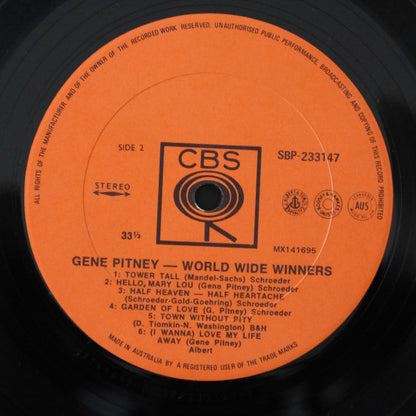 ALL RIGHTS OF THE MANUFACTURER, AND OF THE OWNER OF THE RECORDED WORK RESERVED. UNAUTHORISED PUBLIC PERFORMANCE, BROADCASTING AND COPYING OF THIS RECORD PROHIBITED
SIDE 2
CBS
SBP-233147
STEREO
AUS
33⅓
MX141695
GENE PITNEY — WORLD WIDE WINNERS
1: TOWER TALL (Mandel-Sachs) Schroeder
2: HELLO, MARY LOU (Gene Pitney) Schroeder
3: HALF HEAVEN — HALF HEARTACHE
(Schroeder-Gold-Goehring) Schroeder
4: GARDEN OF LOVE (G. Pitney) Schroeder
5: TOWN WITHOUT PITY
(D. Tiomkin-N. Washington) B&H
6: (I WANNA) LOVE MY LIFE
AWAY (Gene Pitney)
Albert
MADE IN AUSTRALIA BY A REGISTERED USER OF THE TRADE MARKS